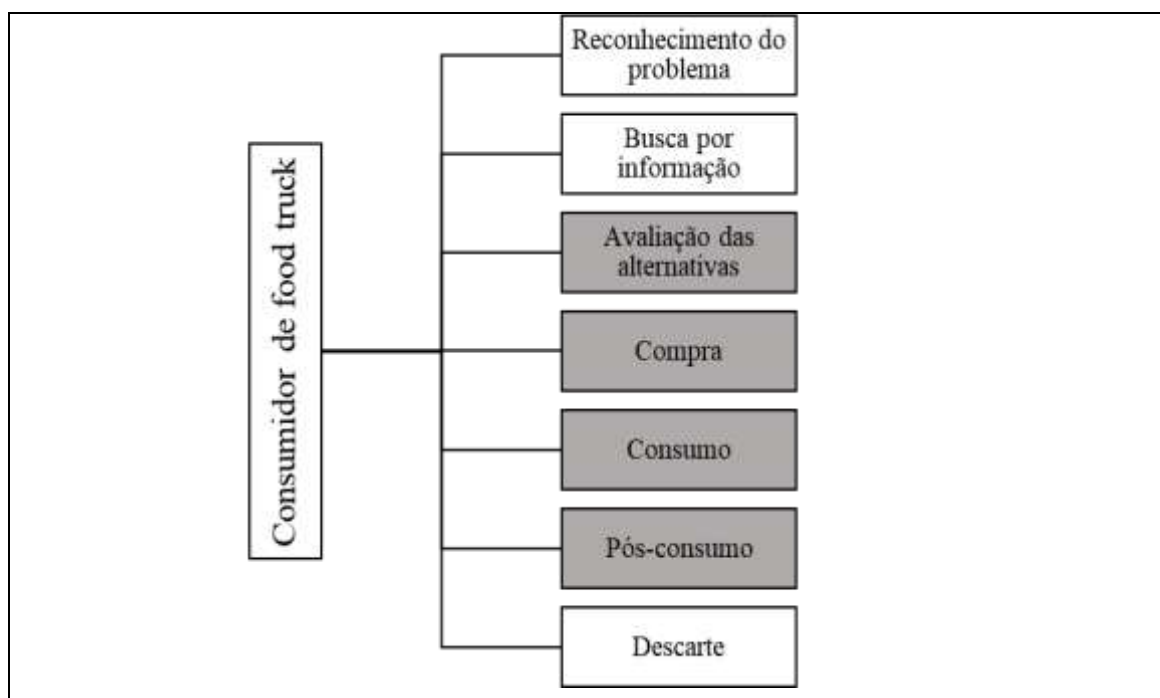 Consumidor de food truck
Reconhecimento do
problema
Busca por
informação
Avaliação das
alternativas
Compra
Consumo
Pós-consumo
Descarte